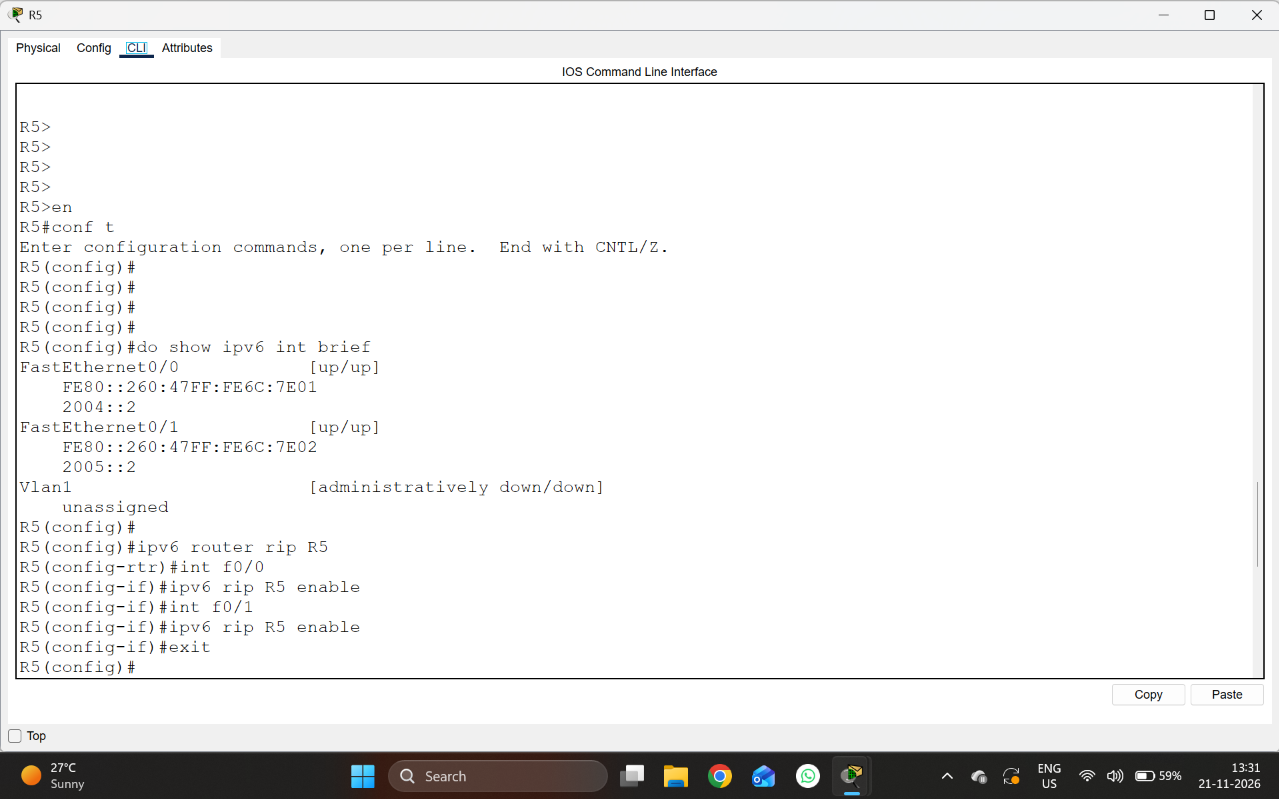 R5
Physical Config CLI Attributes
IOS Command Line Interface
R5>
R5>
R5>
R5>
R5>en
R5#conf t
Enter configuration commands, one per line.  End with CNTL/Z.
R5(config)#
R5(config)#
R5(config)#
R5(config)#
R5(config)#do show ipv6 int brief
FastEthernet0/0            [up/up]
    FE80::260:47FF:FE6C:7E01
    2004::2
FastEthernet0/1            [up/up]
    FE80::260:47FF:FE6C:7E02
    2005::2
Vlan1                      [administratively down/down]
    unassigned
R5(config)#
R5(config)#ipv6 router rip R5
R5(config-rtr)#int f0/0
R5(config-if)#ipv6 rip R5 enable
R5(config-if)#int f0/1
R5(config-if)#ipv6 rip R5 enable
R5(config-if)#exit
R5(config)#
Copy Paste
Top
27°C
Sunny
Search
ENG
US
59%
13:31
21-11-2026